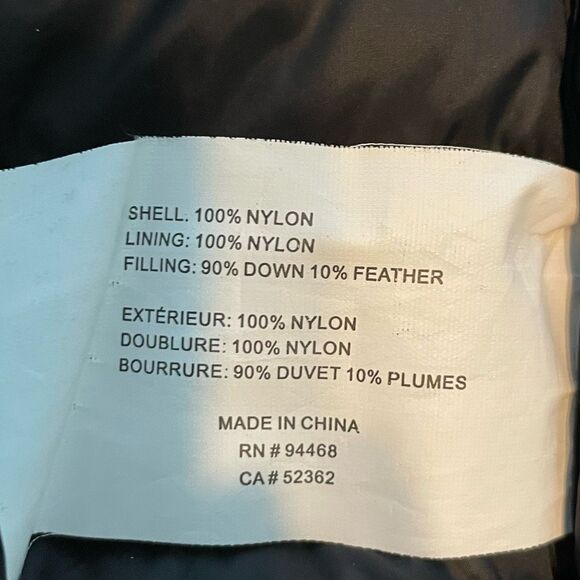 SHELL. 100% NYLON
LINING: 100% NYLON
FILLING: 90% DOWN 10% FEATHER
EXTÉRIEUR: 100% NYLON
DOUBLURE: 100% NYLON
BOURRURE: 90% DUVET 10% PLUMES
MADE IN CHINA
RN # 94468
CA # 52362